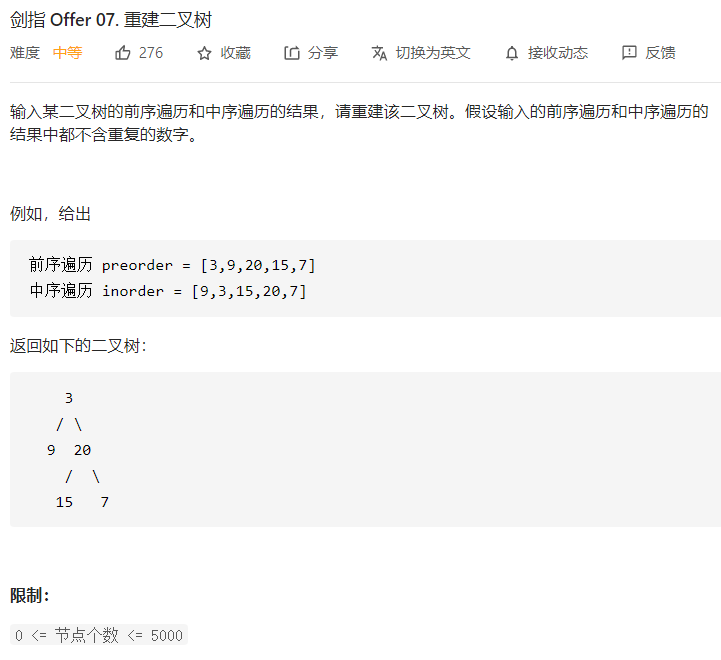 剑指 Offer 07. 重建二叉树
难度 中等 276 收藏 分享 切换为英文 接收动态 反馈
输入某二叉树的前序遍历和中序遍历的结果，请重建该二叉树。假设输入的前序遍历和中序遍历的
结果中都不含重复的数字。
例如，给出
前序遍历 preorder = [3,9,20,15,7]
中序遍历 inorder = [9,3,15,20,7]
返回如下的二叉树：
3
/ \
9 20
/ \
15 7
限制：
0 <= 节点个数 <= 5000